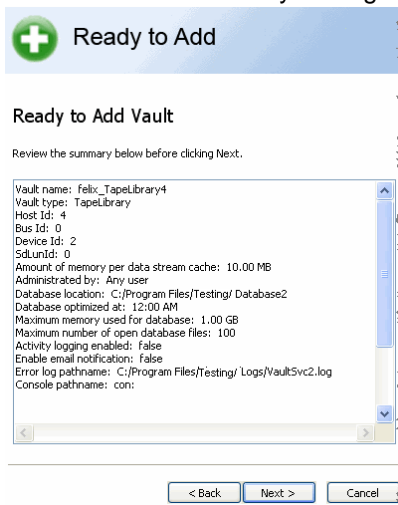 Ready to Add
Ready to Add Vault
Review the summary below before clicking Next.
Vault name: felix_TapeLibrary4
Vault type: TapeLibrary
Host Id: 4
Bus Id: 0
Device Id: 2
SdLunId: 0
Amount of memory per data stream cache: 10.00 MB
Administrated by: Any user
Database location: C:/Program Files/Testing/ Database2
Database optimized at: 12:00 AM
Maximum memory used for database: 1.00 GB
Maximum number of open database files: 100
Activity logging enabled: false
Enable email notification: false
Error log pathname: C:/Program Files/Testing/ Logs/VaultSvc2.log
Console pathname: con:
< Back Next > Cancel